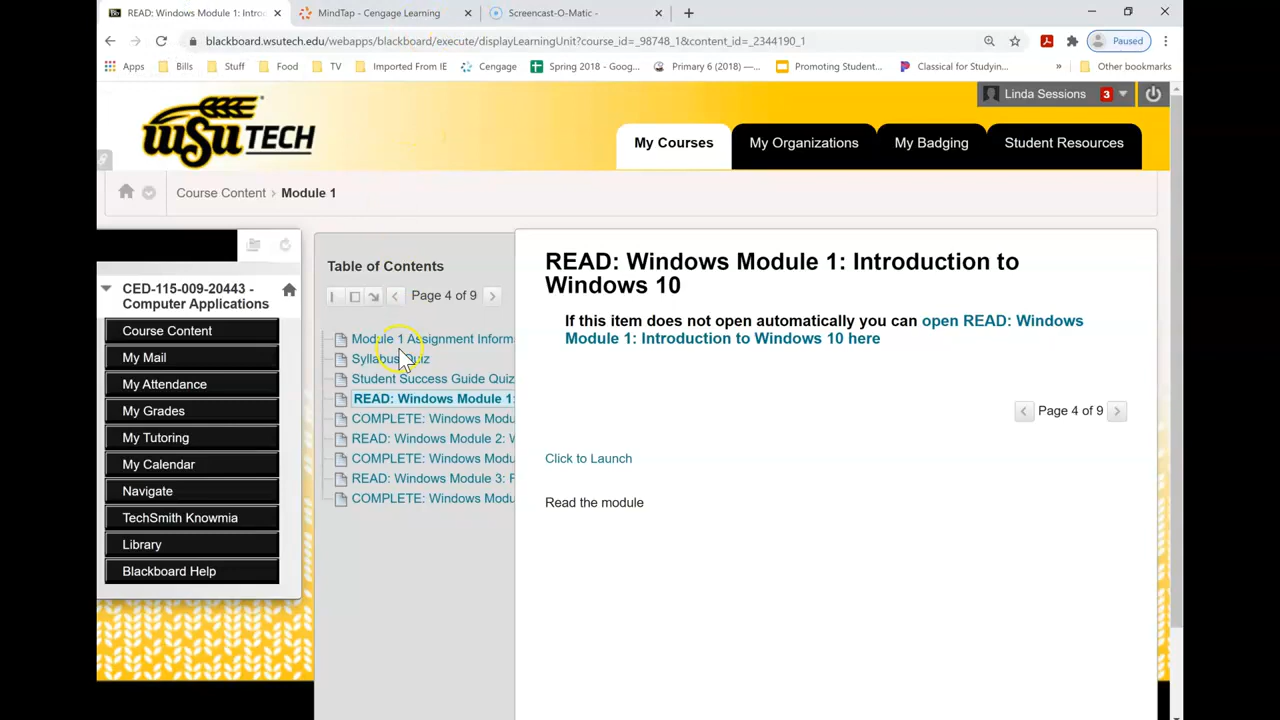 READ: Windows Module 1: Intro
MindTap - Cengage Learning
Screencast-O-Matic -
blackboard.wsutech.edu/webapps/blackboard/execute/displayLearningUnit?course_id=_98748_1&content_id=_2344190_1
Paused
Apps Bills Stuff Food TV Imported From IE Cengage Spring 2018 - Goog... Primary 6 (2018) —... Promoting Student... Classical for Studyin... » Other bookmarks
Linda Sessions 3
WSU TECH
My Courses My Organizations My Badging Student Resources
Course Content > Module 1
CED-115-009-20443 -
Computer Applications
Course Content
My Mail
My Attendance
My Grades
My Tutoring
My Calendar
Navigate
TechSmith Knowmia
Library
Blackboard Help
Table of Contents
Page 4 of 9
Module 1 Assignment Inform
Syllabus Quiz
Student Success Guide Quiz
READ: Windows Module 1:
COMPLETE: Windows Modu
READ: Windows Module 2: W
COMPLETE: Windows Modu
READ: Windows Module 3: F
COMPLETE: Windows Modu
READ: Windows Module 1: Introduction to
Windows 10
If this item does not open automatically you can open READ: Windows
Module 1: Introduction to Windows 10 here
Page 4 of 9
Click to Launch
Read the module